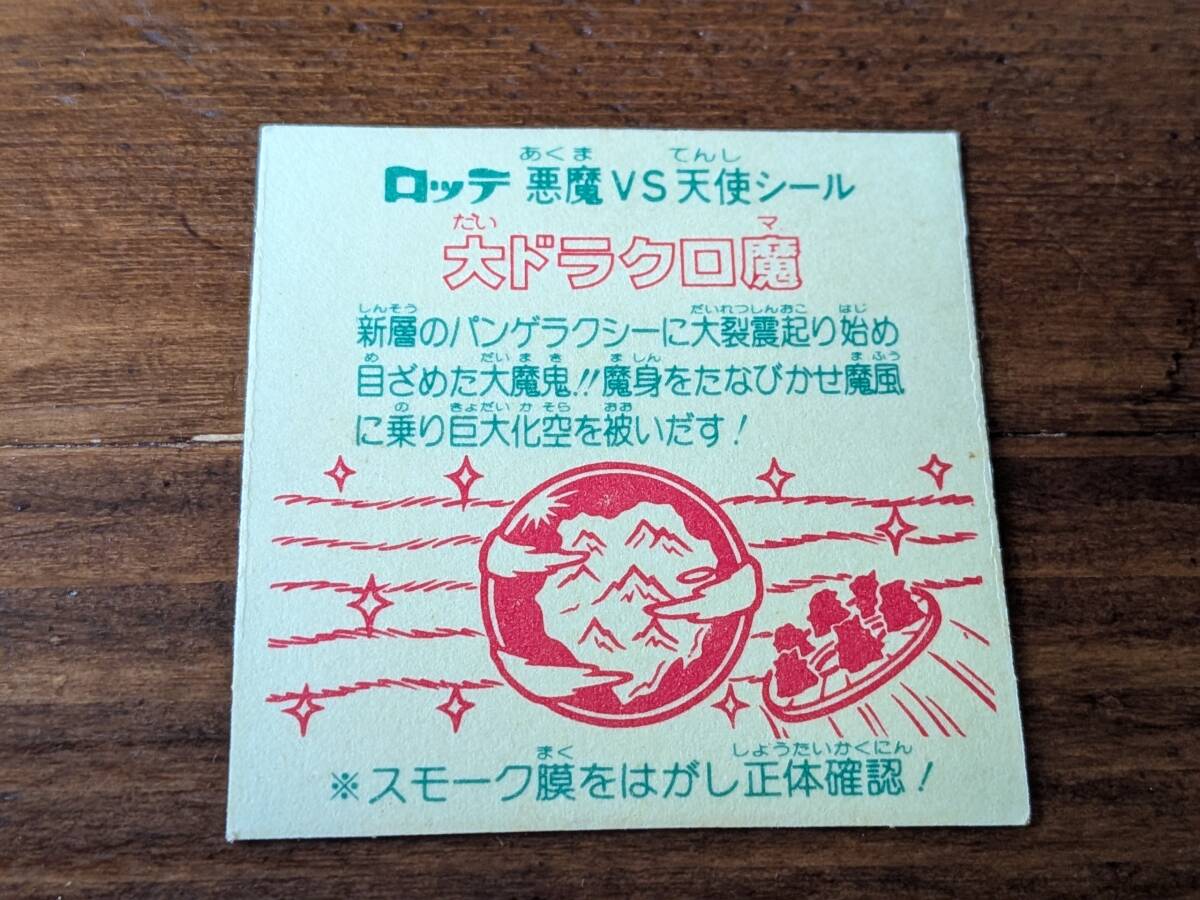 あくま てんし
ロッテ 悪魔VS天使シール
だい マ
大ドラクロ魔
しんそう だいれつしんおこ はじ
新層のパンゲラクシーに大裂震起り始め
め だいまき ましん まふう
目ざめた大魔鬼!!魔身をたなびかせ魔風
の きょだいか そら おお
に乗り巨大化空を被いだす!
まく しょうたいかくにん
※スモーク膜をはがし正体確認!